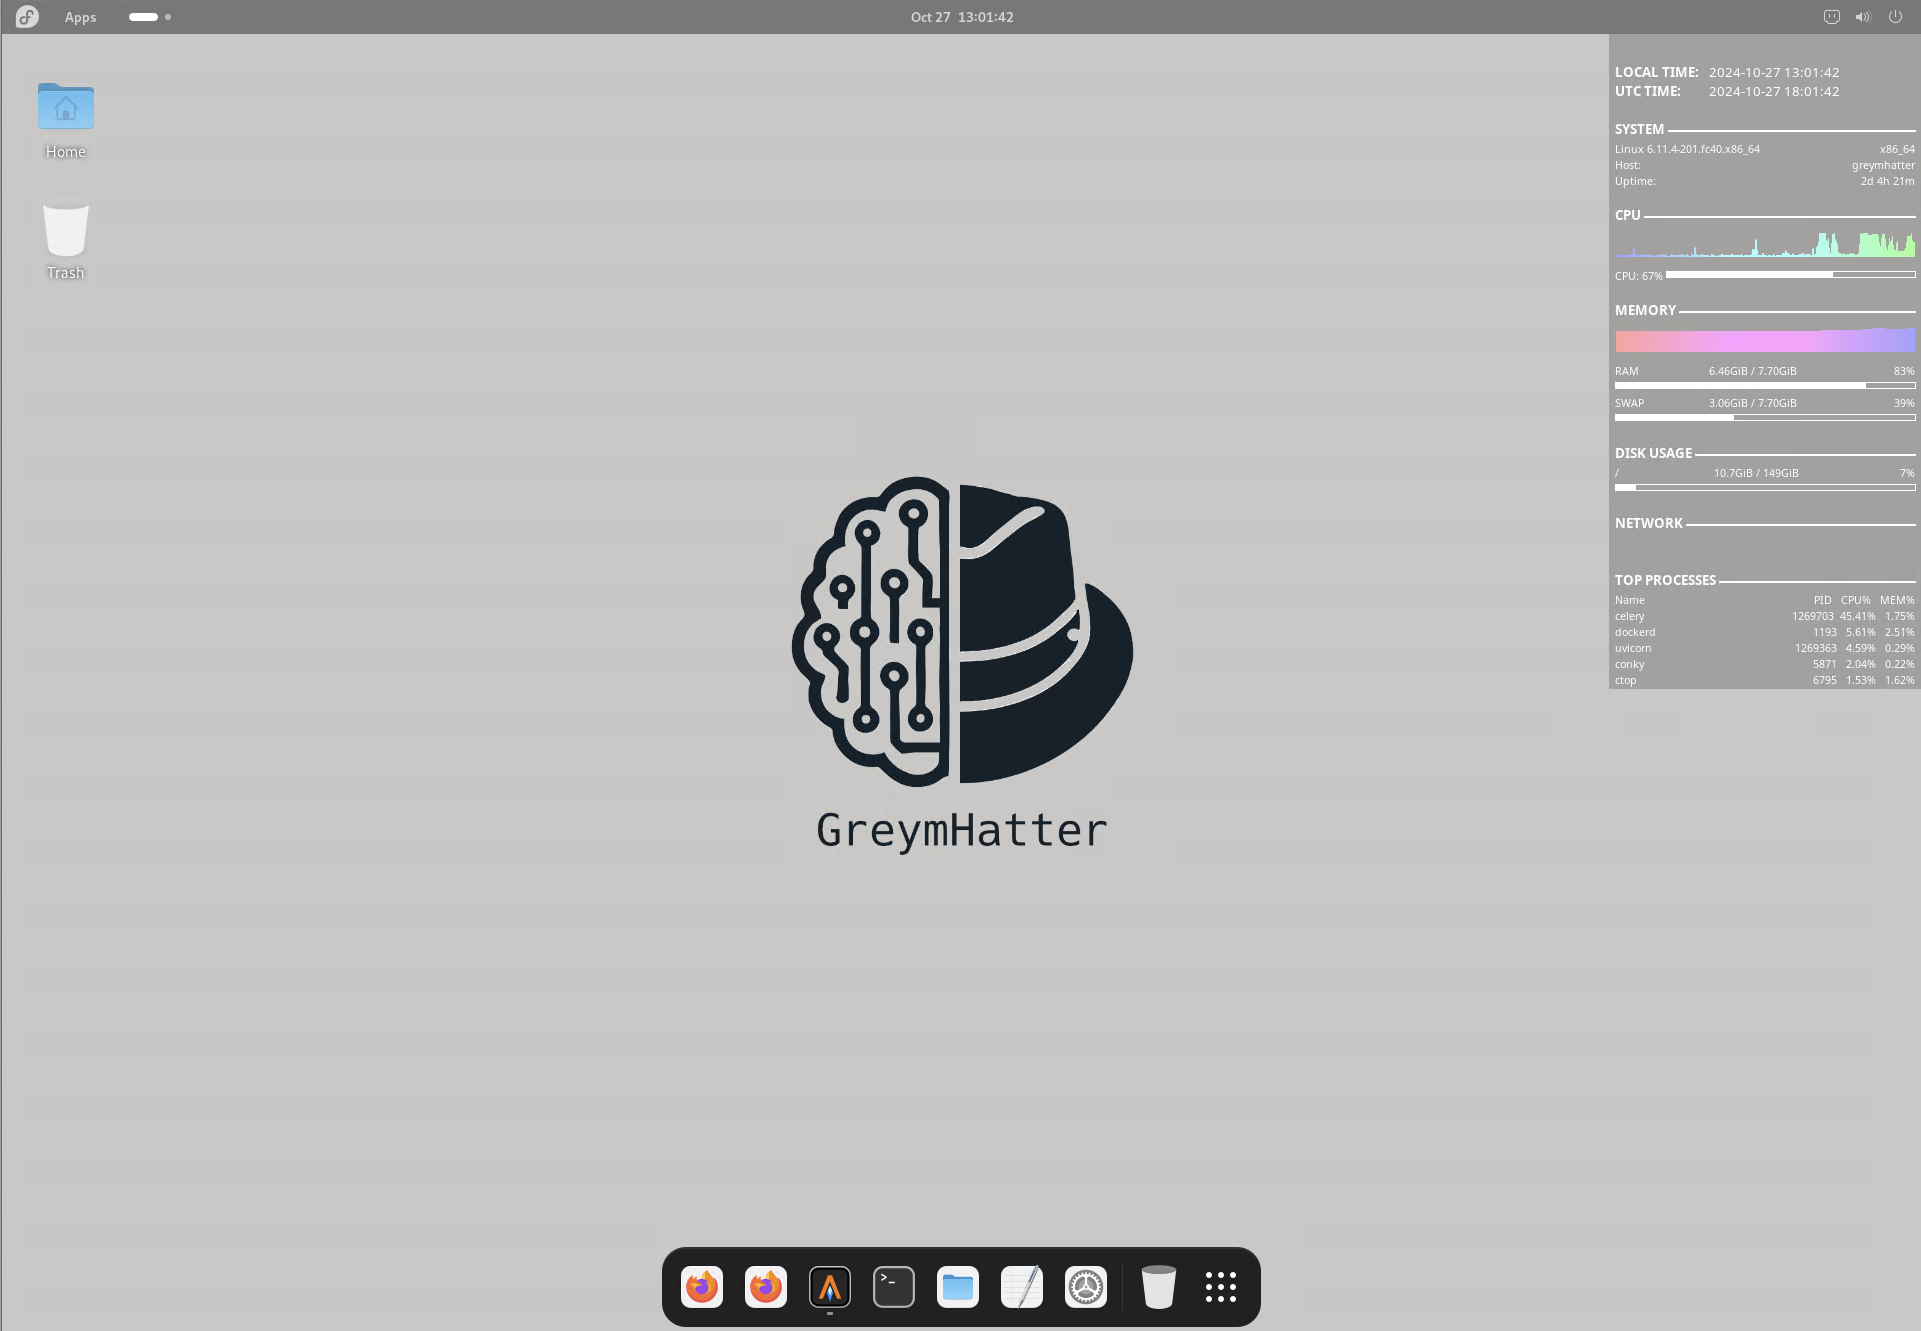 Apps
Oct 27 13:01:42
Home
Trash
LOCAL TIME: 2024-10-27 13:01:42
UTC TIME: 2024-10-27 18:01:42
SYSTEM
Linux 6.11.4-201.fc40.x86_64 x86_64
Host: greymhatter
Uptime: 2d 4h 21m
CPU
CPU: 67%
MEMORY
RAM 6.46GiB / 7.70GiB 83%
SWAP 3.06GiB / 7.70GiB 39%
DISK USAGE
/ 10.7GiB / 149GiB 7%
NETWORK
TOP PROCESSES
Name PID CPU% MEM%
celery 1269703 45.41% 1.75%
dockerd 1193 5.61% 2.51%
uvicorn 1269363 4.59% 0.29%
conky 5871 2.04% 0.22%
ctop 6795 1.53% 1.62%
GreymHatter
>_